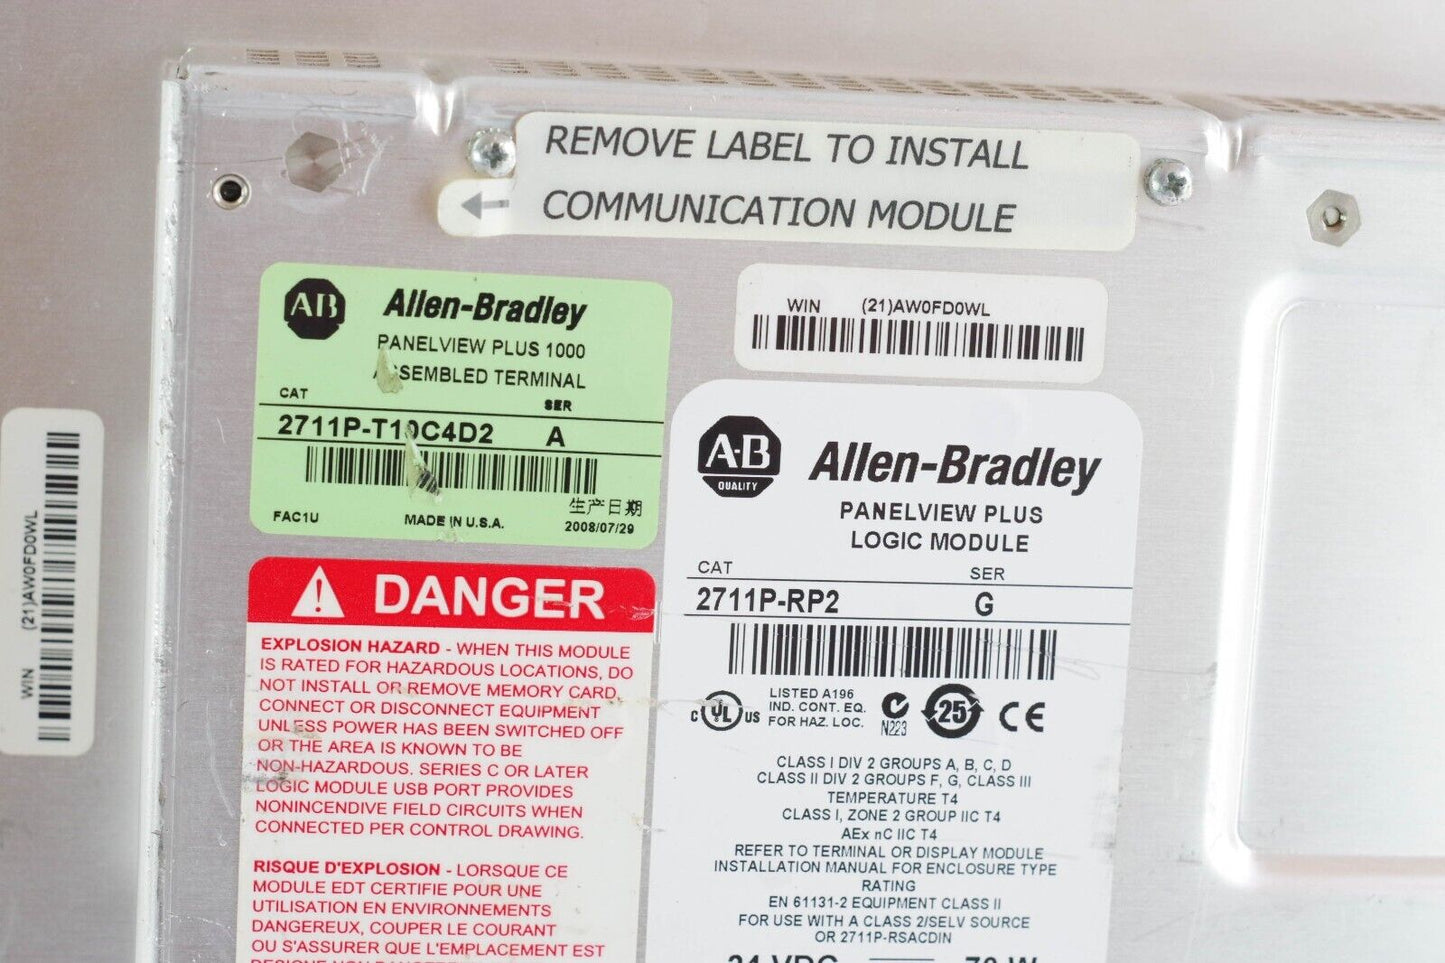 REMOVE LABEL TO INSTALL
COMMUNICATION MODULE
AB Allen-Bradley
PANELVIEW PLUS 1000
ASSEMBLED TERMINAL
CAT SER
2711P-T10C4D2 A
FAC1U MADE IN U.S.A. 生产日期
2008/07/29
WIN (21)AW0FD0WL
WIN (21)AW0FD0WL
A-B
QUALITY
Allen-Bradley
PANELVIEW PLUS
LOGIC MODULE
CAT SER
2711P-RP2 G
C UL US
LISTED A196
IND. CONT. EQ.
FOR HAZ. LOC.
N223
25
CE
CLASS I DIV 2 GROUPS A, B, C, D
CLASS II DIV 2 GROUPS F, G, CLASS III
TEMPERATURE T4
CLASS I, ZONE 2 GROUP IIC T4
AEx nC IIC T4
REFER TO TERMINAL OR DISPLAY MODULE
INSTALLATION MANUAL FOR ENCLOSURE TYPE
RATING
EN 61131-2 EQUIPMENT CLASS II
FOR USE WITH A CLASS 2/SELV SOURCE
OR 2711P-RSACDIN
24 VDC 70 W
DANGER
EXPLOSION HAZARD - WHEN THIS MODULE
IS RATED FOR HAZARDOUS LOCATIONS, DO
NOT INSTALL OR REMOVE MEMORY CARD,
CONNECT OR DISCONNECT EQUIPMENT
UNLESS POWER HAS BEEN SWITCHED OFF
OR THE AREA IS KNOWN TO BE
NON-HAZARDOUS. SERIES C OR LATER
LOGIC MODULE USB PORT PROVIDES
NONINCENDIVE FIELD CIRCUITS WHEN
CONNECTED PER CONTROL DRAWING.
RISQUE D'EXPLOSION - LORSQUE CE
MODULE EDT CERTIFIE POUR UNE
UTILISATION EN ENVIRONNEMENTS
DANGEREUX, COUPER LE COURANT
OU S'ASSURER QUE L'EMPLACEMENT EST